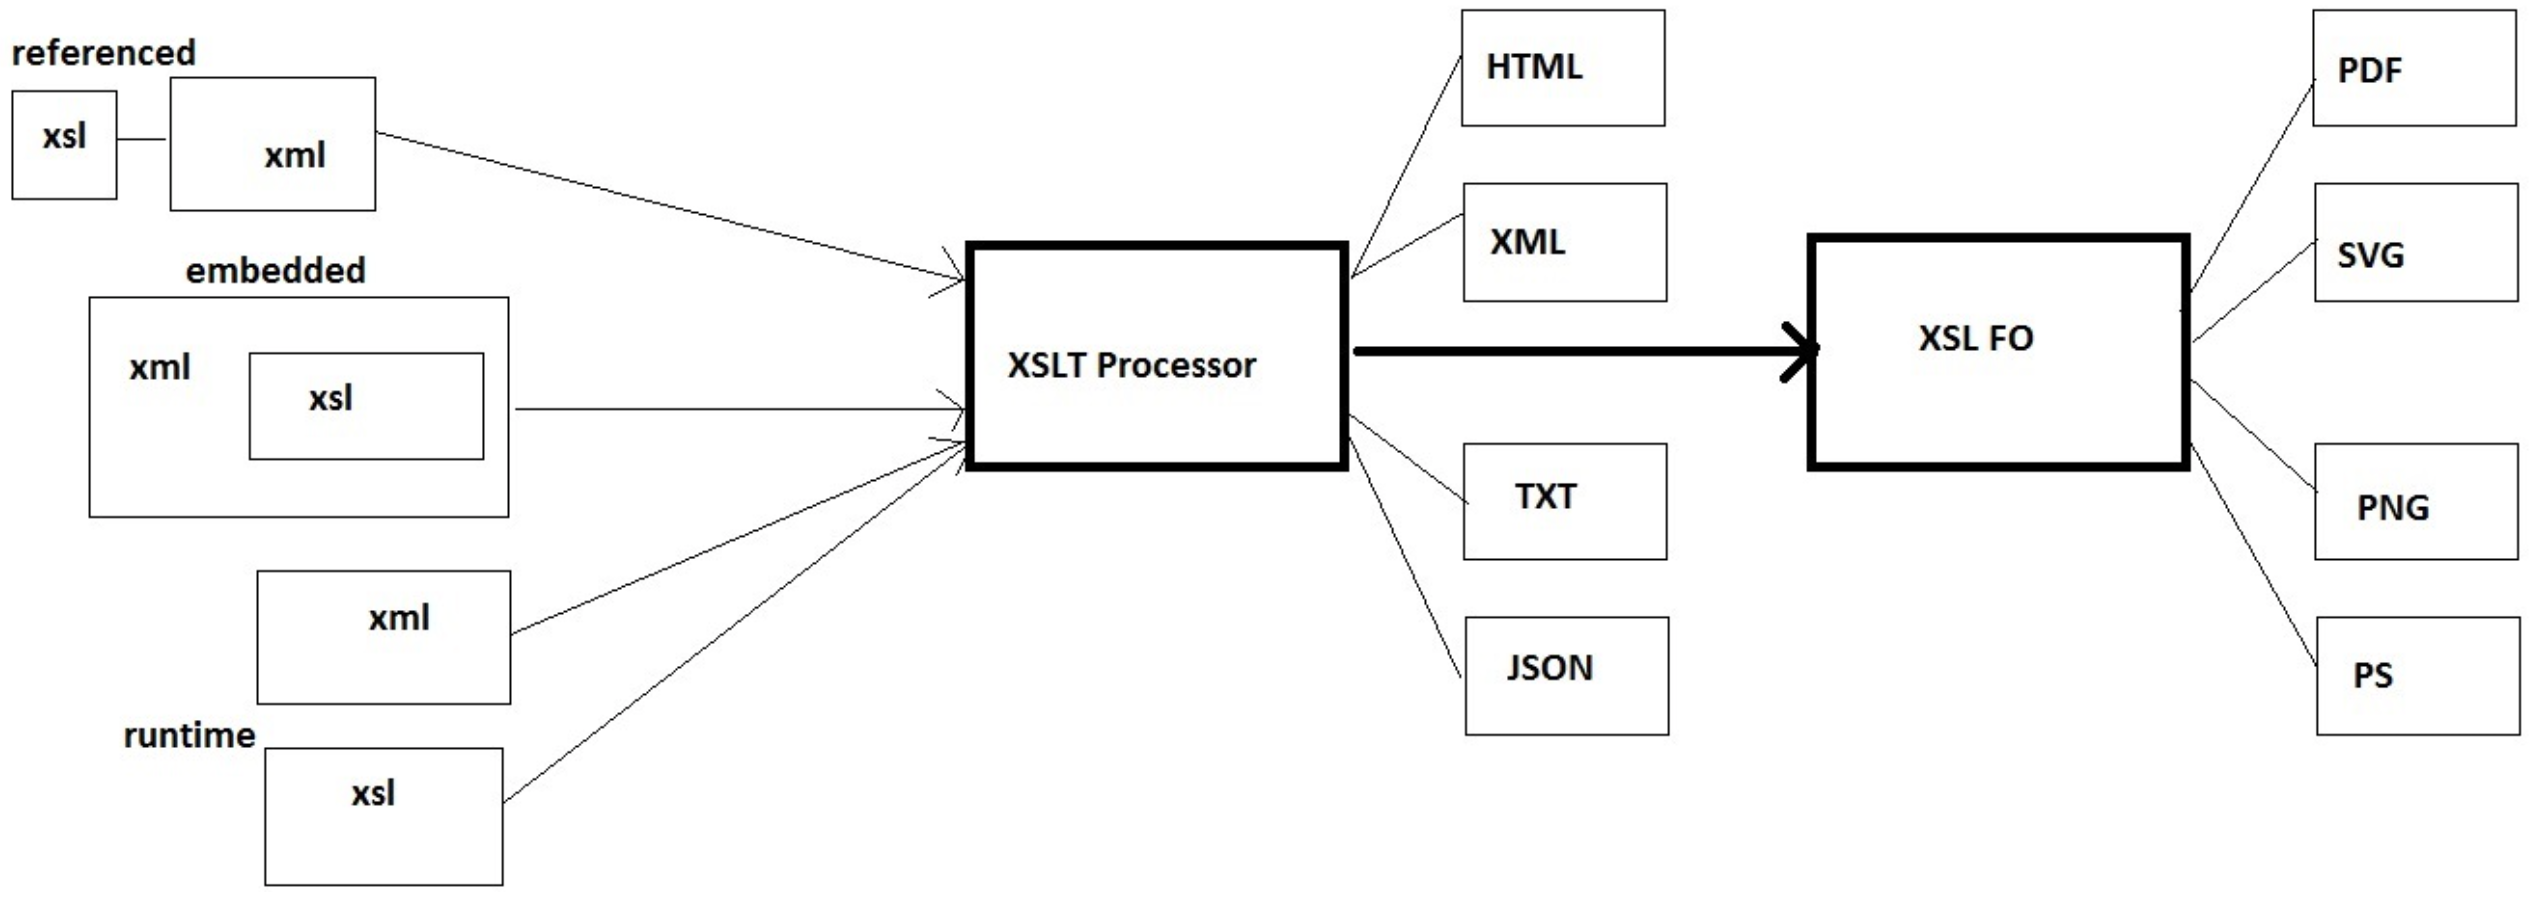 referenced
xsl
xml
embedded
xml
xsl
xml
runtime
xsl
XSLT Processor
HTML
XML
TXT
JSON
XSL FO
PDF
SVG
PNG
PS